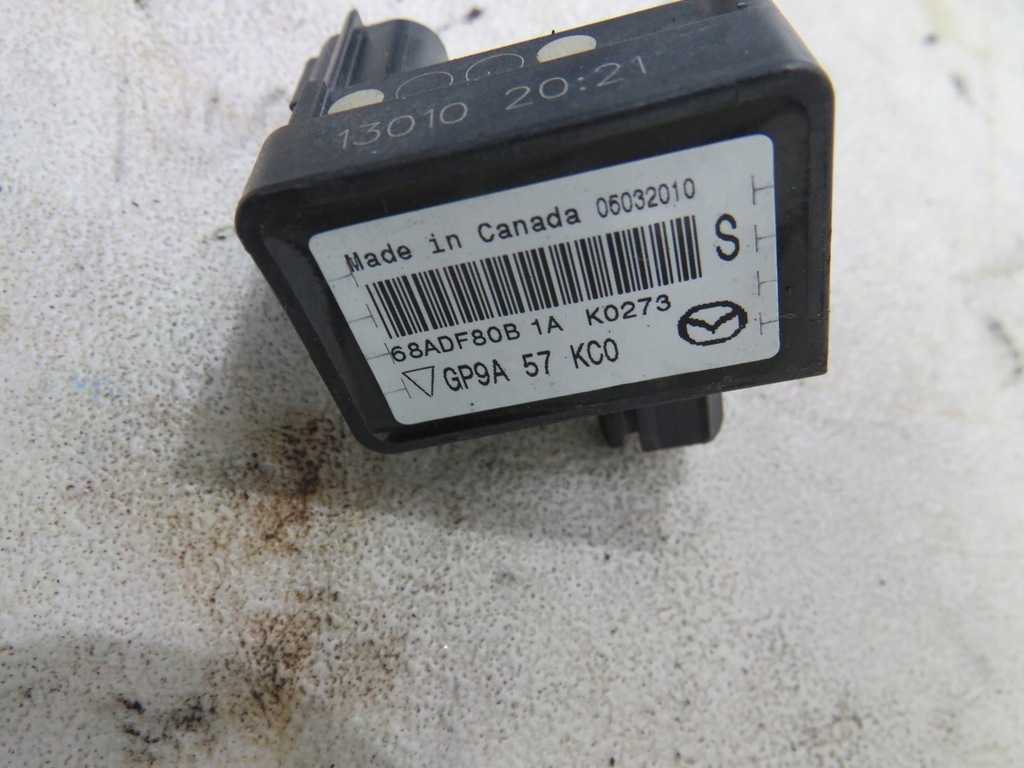 13010 20:21
Made in Canada 06032010
S
68ADF80B 1A K0273
GP9A 57 KC0